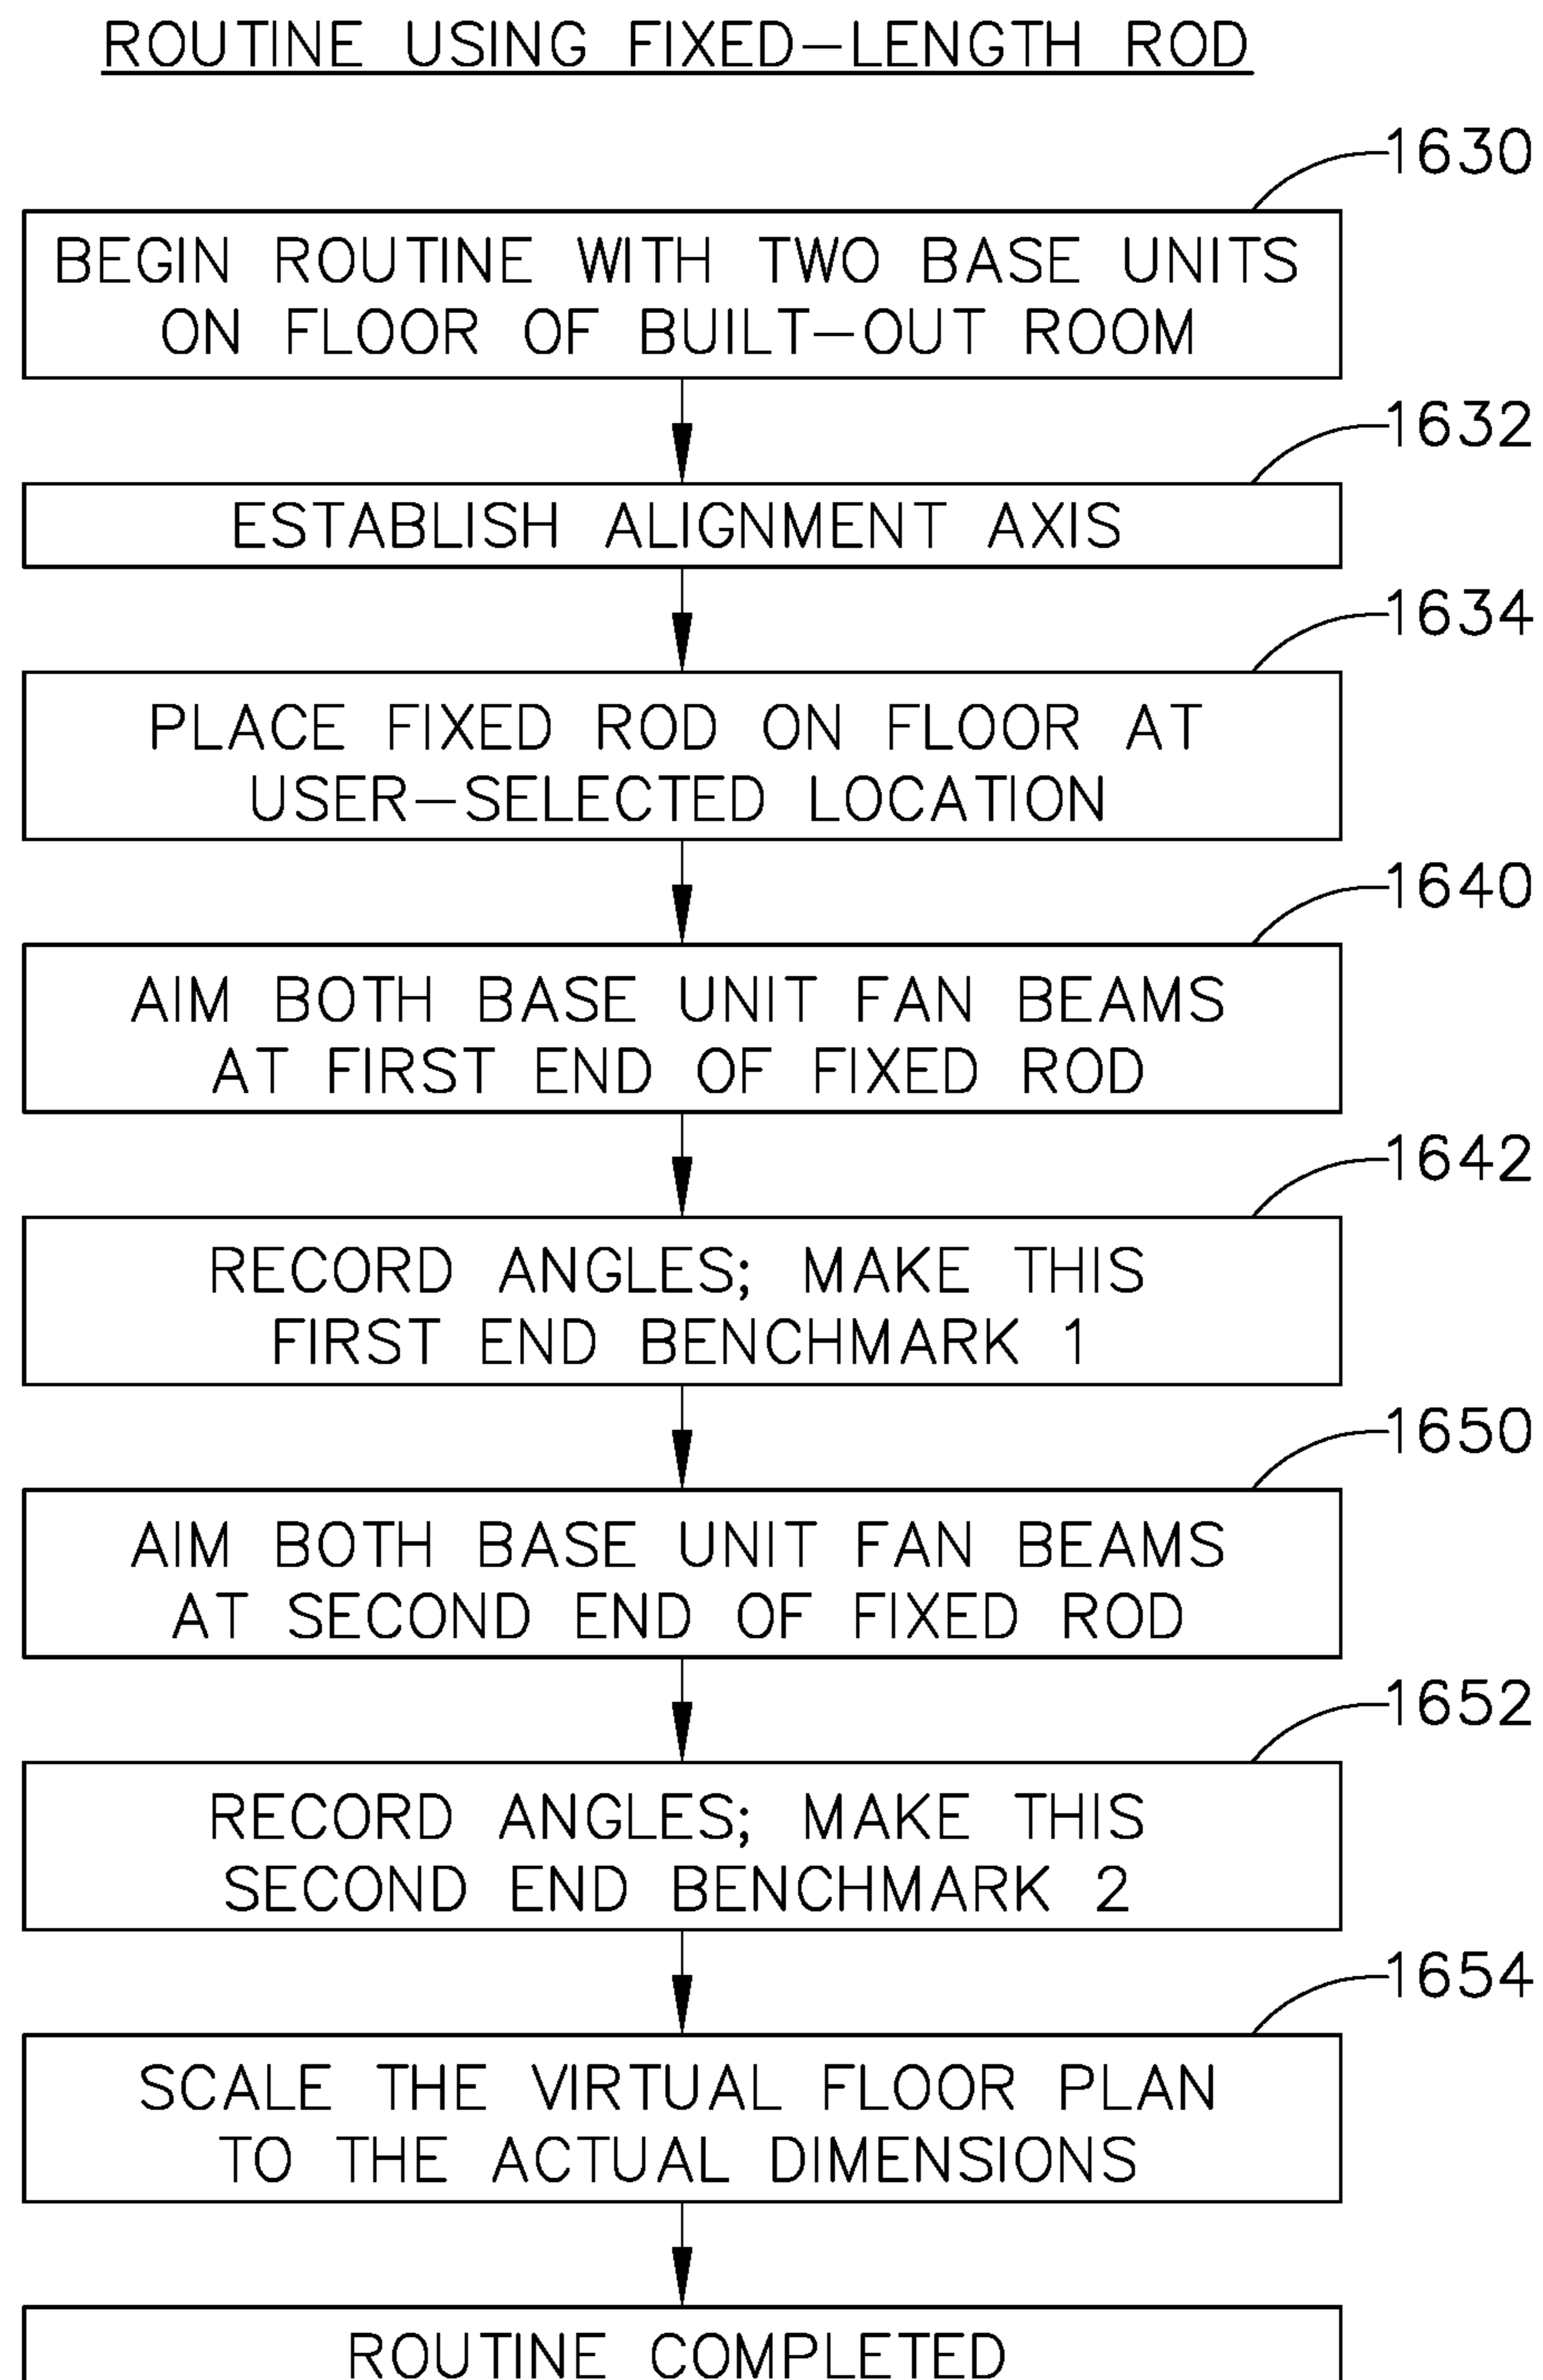 ROUTINE USING FIXED-LENGTH ROD
1630
BEGIN ROUTINE WITH TWO BASE UNITS
ON FLOOR OF BUILT-OUT ROOM
1632
ESTABLISH ALIGNMENT AXIS
1634
PLACE FIXED ROD ON FLOOR AT
USER-SELECTED LOCATION
1640
AIM BOTH BASE UNIT FAN BEAMS
AT FIRST END OF FIXED ROD
1642
RECORD ANGLES; MAKE THIS
FIRST END BENCHMARK 1
1650
AIM BOTH BASE UNIT FAN BEAMS
AT SECOND END OF FIXED ROD
1652
RECORD ANGLES; MAKE THIS
SECOND END BENCHMARK 2
1654
SCALE THE VIRTUAL FLOOR PLAN
TO THE ACTUAL DIMENSIONS
ROUTINE COMPLETED